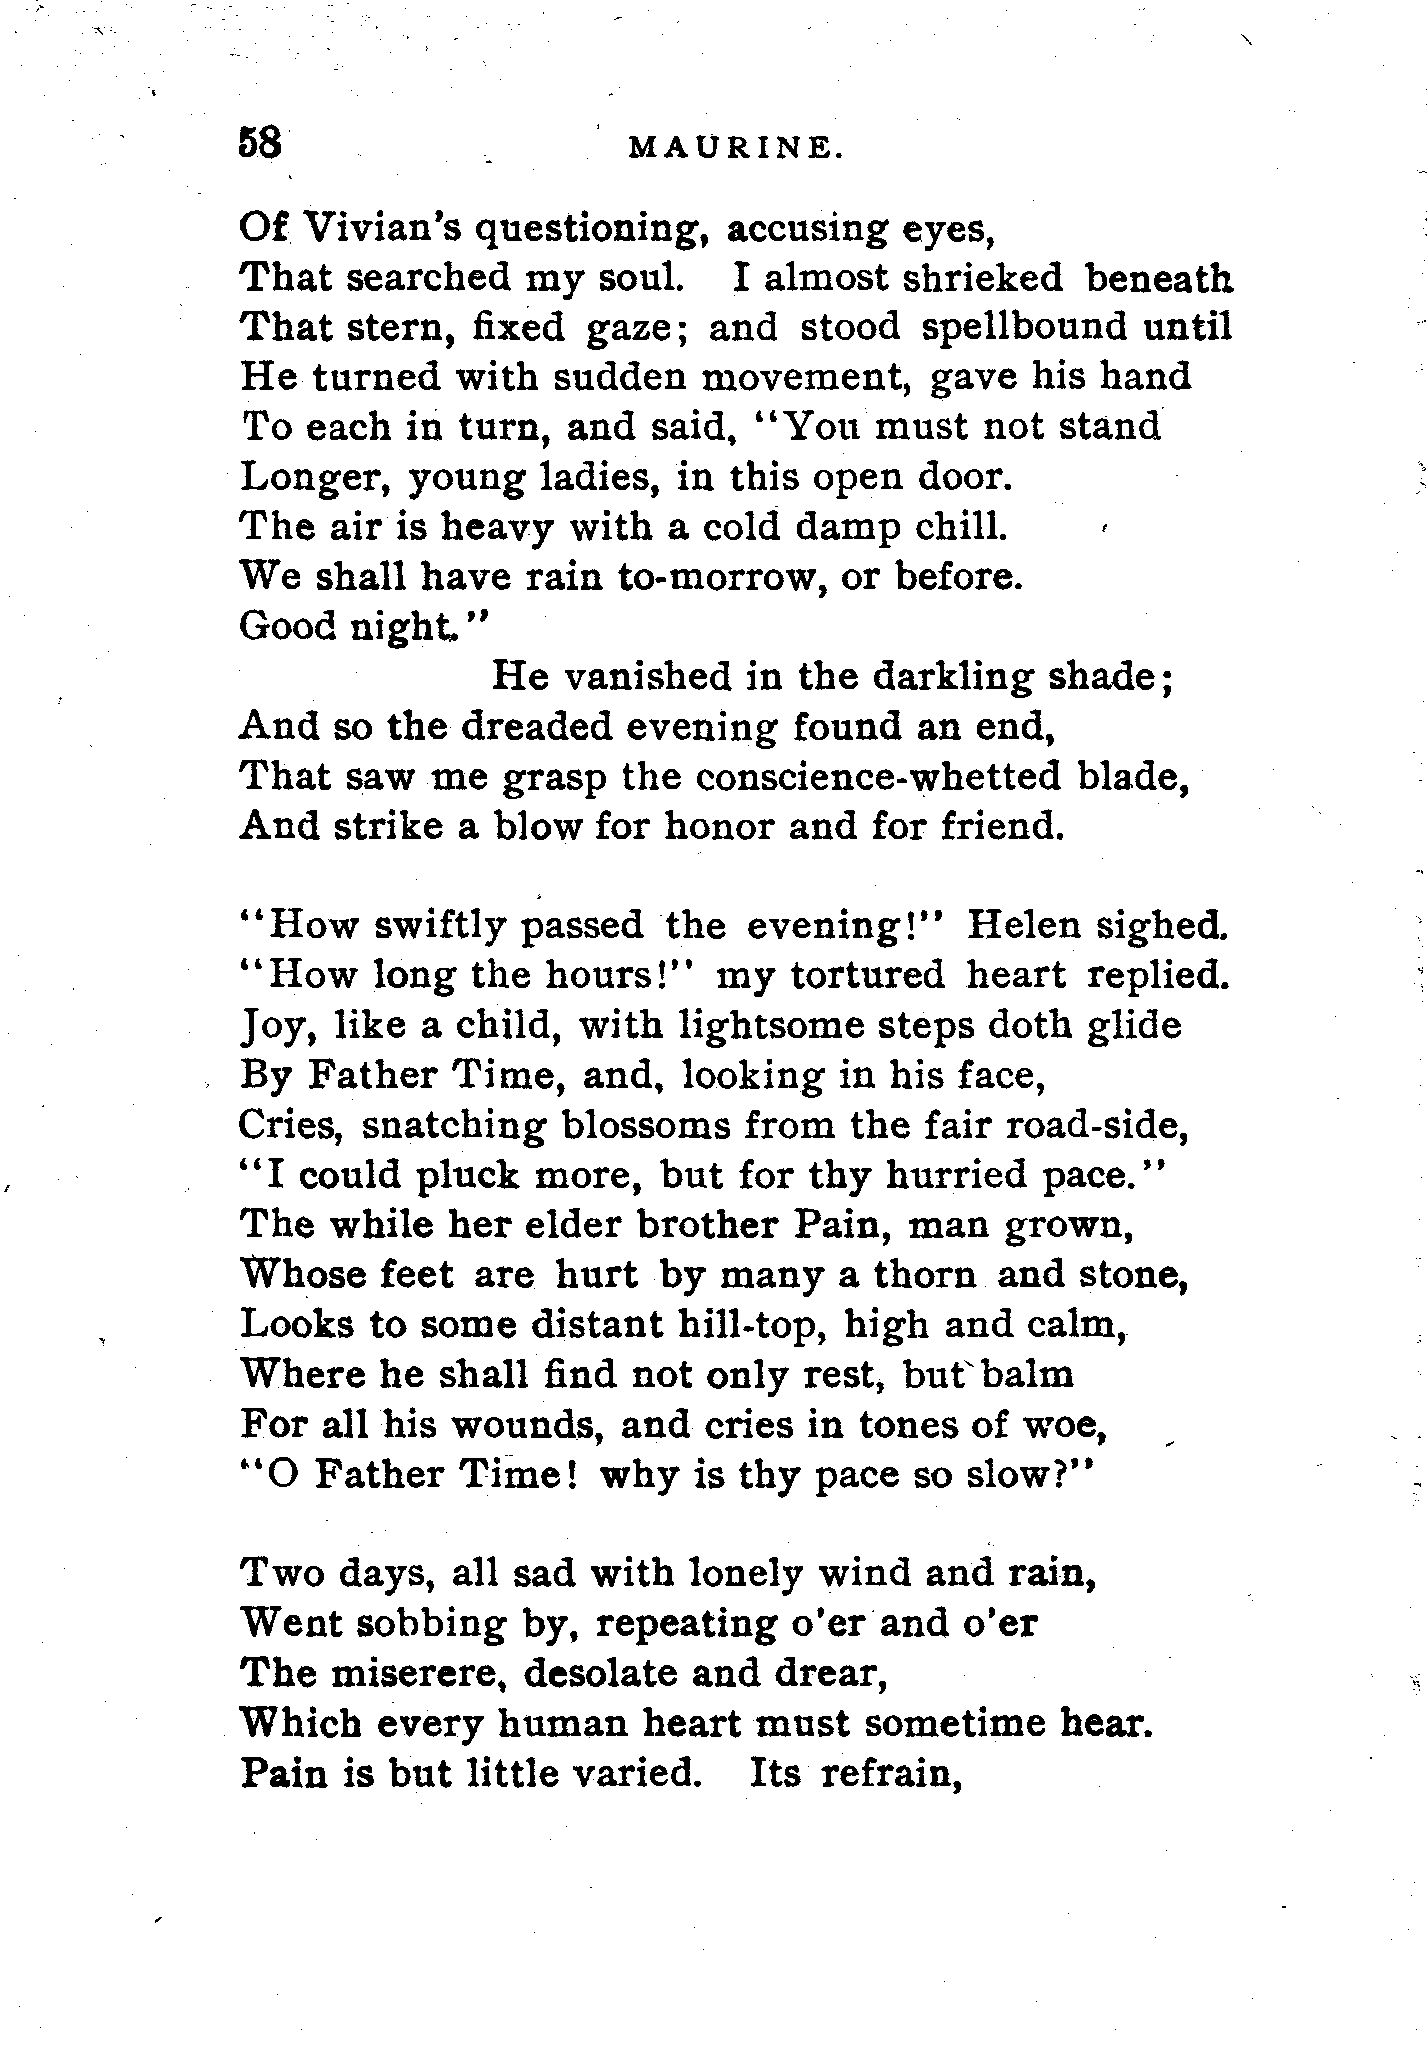 58 MAURINE.
Of Vivian's questioning, accusing eyes,
That searched my soul. I almost shrieked beneath
That stern, fixed gaze; and stood spellbound until
He turned with sudden movement, gave his hand
To each in turn, and said, "You must not stand
Longer, young ladies, in this open door.
The air is heavy with a cold damp chill.
We shall have rain to-morrow, or before.
Good night."
He vanished in the darkling shade;
And so the dreaded evening found an end,
That saw me grasp the conscience-whetted blade,
And strike a blow for honor and for friend.

"How swiftly passed the evening!" Helen sighed.
"How long the hours!" my tortured heart replied.
Joy, like a child, with lightsome steps doth glide
By Father Time, and, looking in his face,
Cries, snatching blossoms from the fair road-side,
"I could pluck more, but for thy hurried pace."
The while her elder brother Pain, man grown,
Whose feet are hurt by many a thorn and stone,
Looks to some distant hill-top, high and calm,
Where he shall find not only rest, but balm
For all his wounds, and cries in tones of woe,
"O Father Time! why is thy pace so slow?"

Two days, all sad with lonely wind and rain,
Went sobbing by, repeating o'er and o'er
The miserere, desolate and drear,
Which every human heart must sometime hear.
Pain is but little varied. Its refrain,